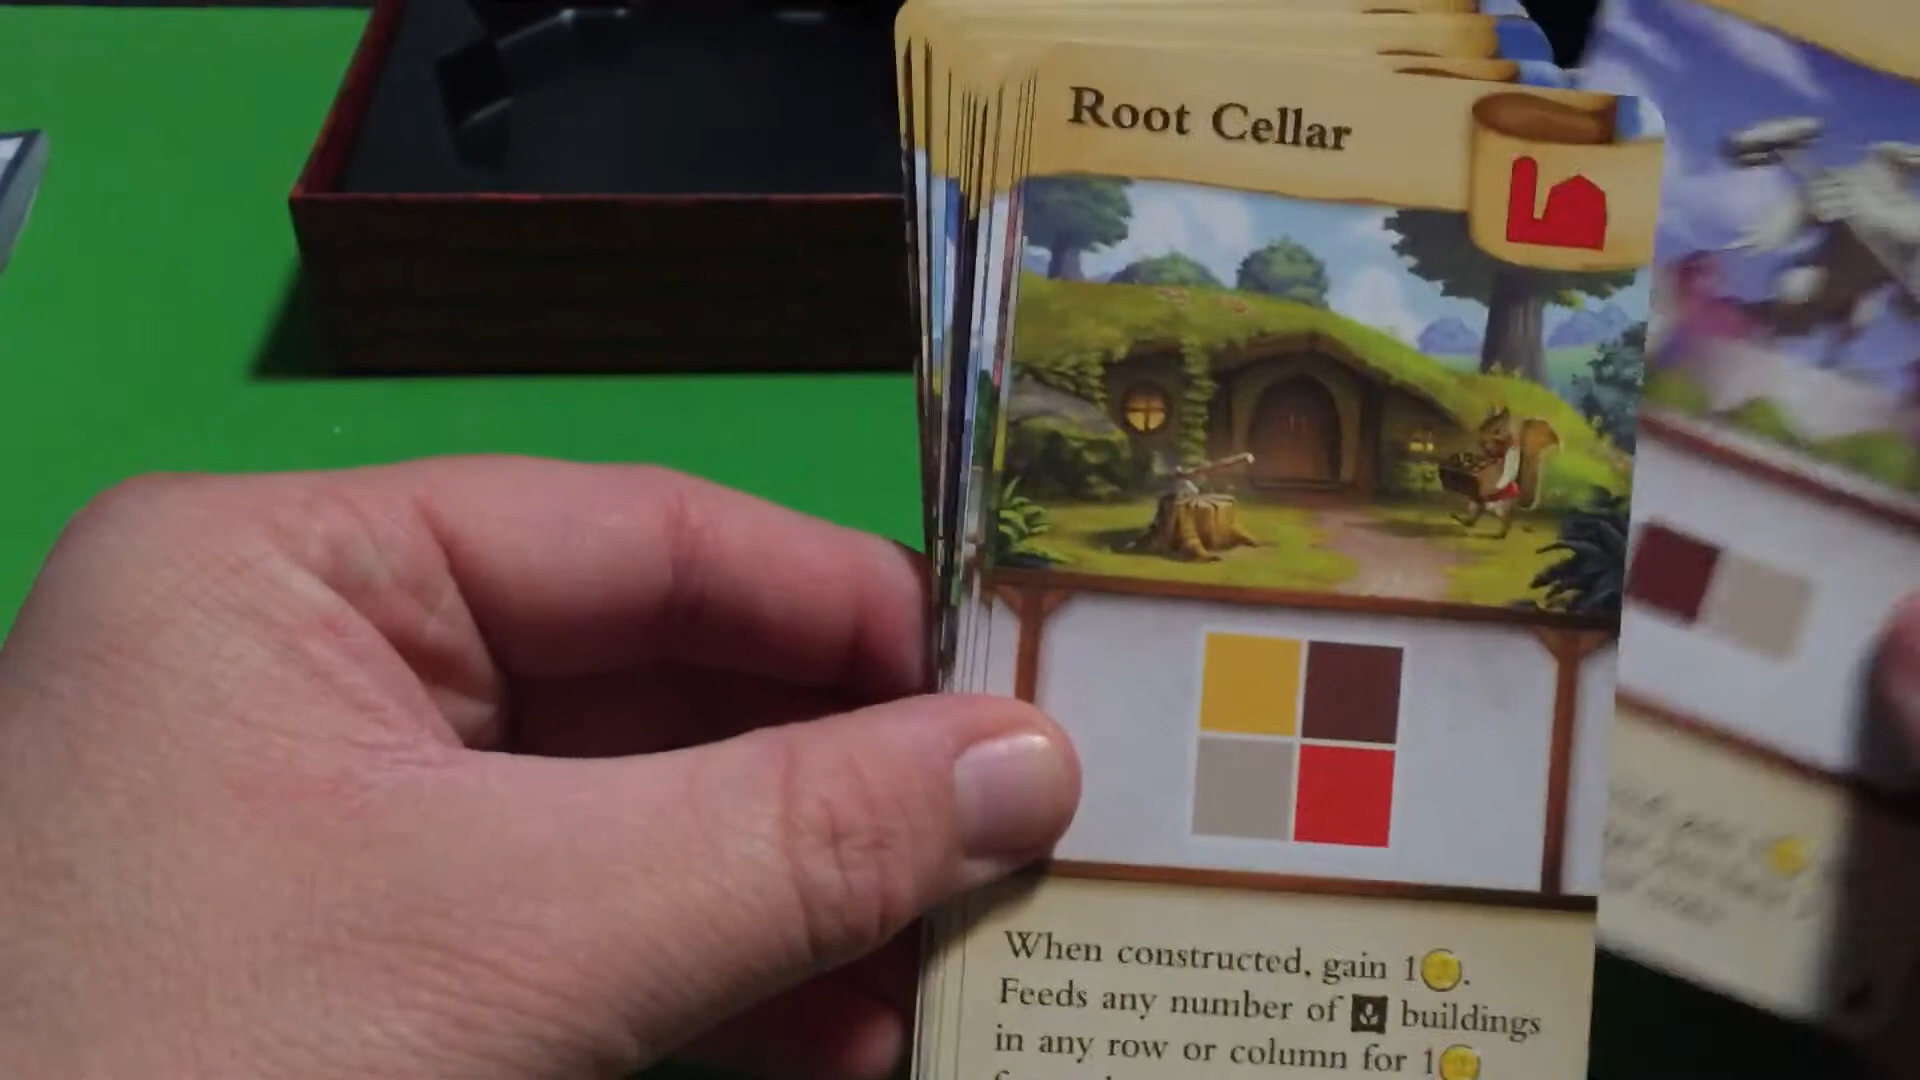 Root Cellar
When constructed, gain 1
Feeds any number of buildings
in any row or column for 1